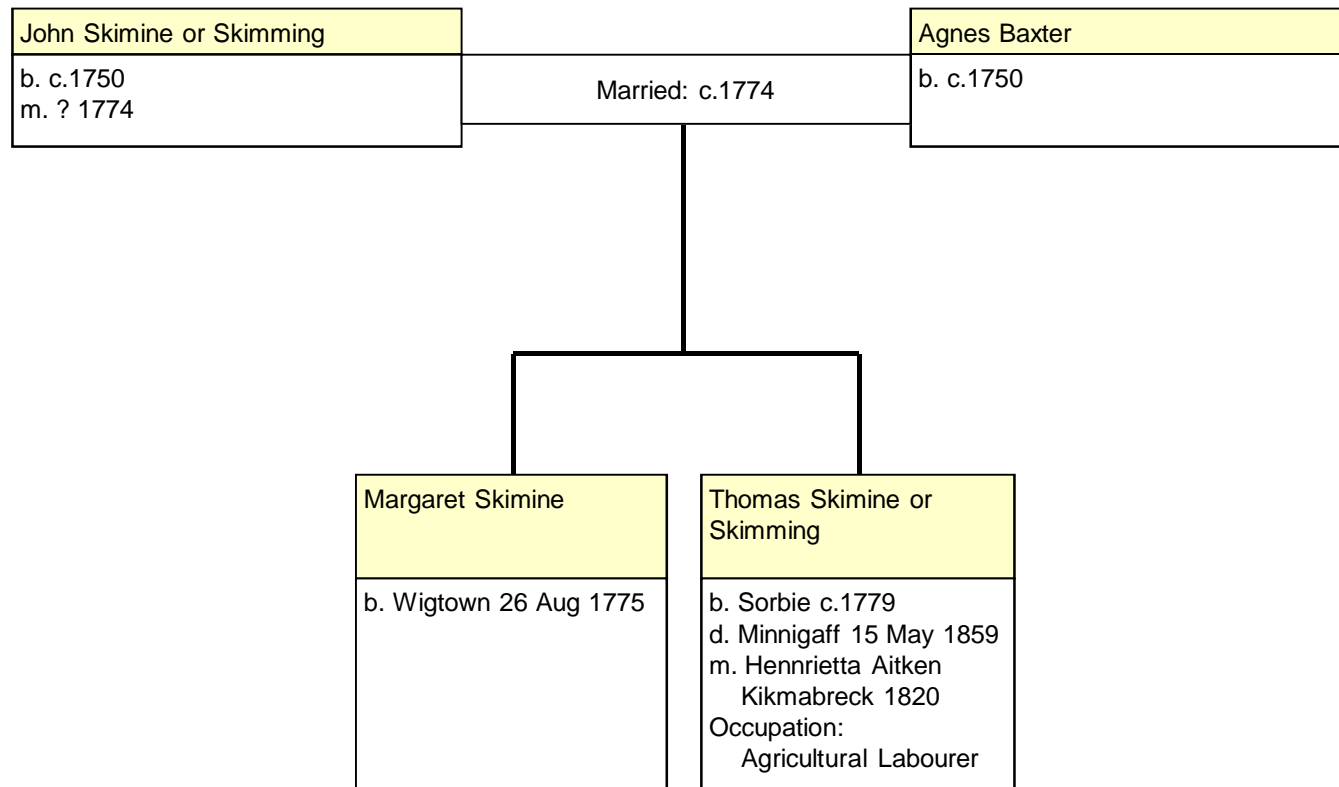 John Skimine or Skimming
b. c.1750
m. ? 1774
Married: c.1774
Agnes Baxter
b. c.1750
Margaret Skimine
b. Wigtown 26 Aug 1775
Thomas Skimine or
Skimming
b. Sorbie c.1779
d. Minnigaff 15 May 1859
m. Hennrietta Aitken
Kikmabreck 1820
Occupation:
Agricultural Labourer